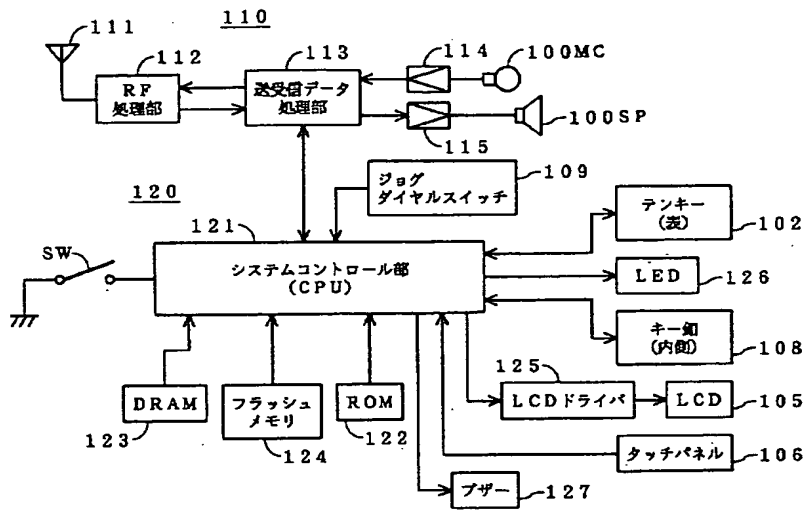 111
110
112
113
114
100MC
RF
処理部
送受信データ
処理部
115
100SP
120
ジョグ
ダイヤルスイッチ
109
121
SW
システムコントロール部
(CPU)
テンキー
(表)
102
LED
126
キー釦
(内側)
108
125
LCDドライバ
LCD
105
DRAM
123
フラッシュ
メモリ
124
ROM
122
タッチパネル
106
ブザー
127